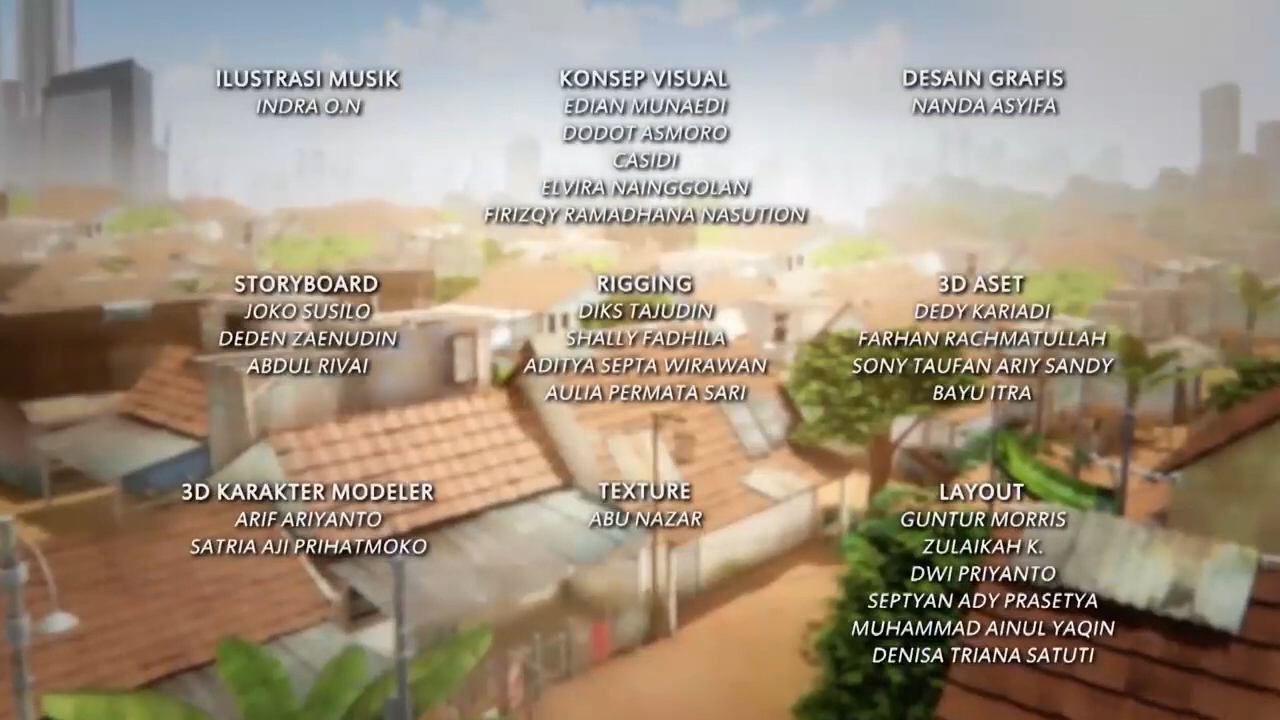 ILUSTRASI MUSIK
INDRA O.N
KONSEP VISUAL
EDIAN MUNAEDI
DODOT ASMORO
CASIDI
ELVIRA NAINGGOLAN
FIRIZQY RAMADHANA NASUTION
DESAIN GRAFIS
NANDA ASYIFA
STORYBOARD
JOKO SUSILO
DEDEN ZAENUDIN
ABDUL RIVAI
RIGGING
DIKS TAJUDIN
SHALLY FADHILA
ADITYA SEPTA WIRAWAN
AULIA PERMATA SARI
3D ASET
DEDY KARIADI
FARHAN RACHMATULLAH
SONY TAUFAN ARIY SANDY
BAYU ITRA
3D KARAKTER MODELER
ARIF ARIYANTO
SATRIA AJI PRIHATMOKO
TEXTURE
ABU NAZAR
LAYOUT
GUNTUR MORRIS
ZULAIKAH K.
DWI PRIYANTO
SEPTYAN ADY PRASETYA
MUHAMMAD AINUL YAQIN
DENISA TRIANA SATUTI